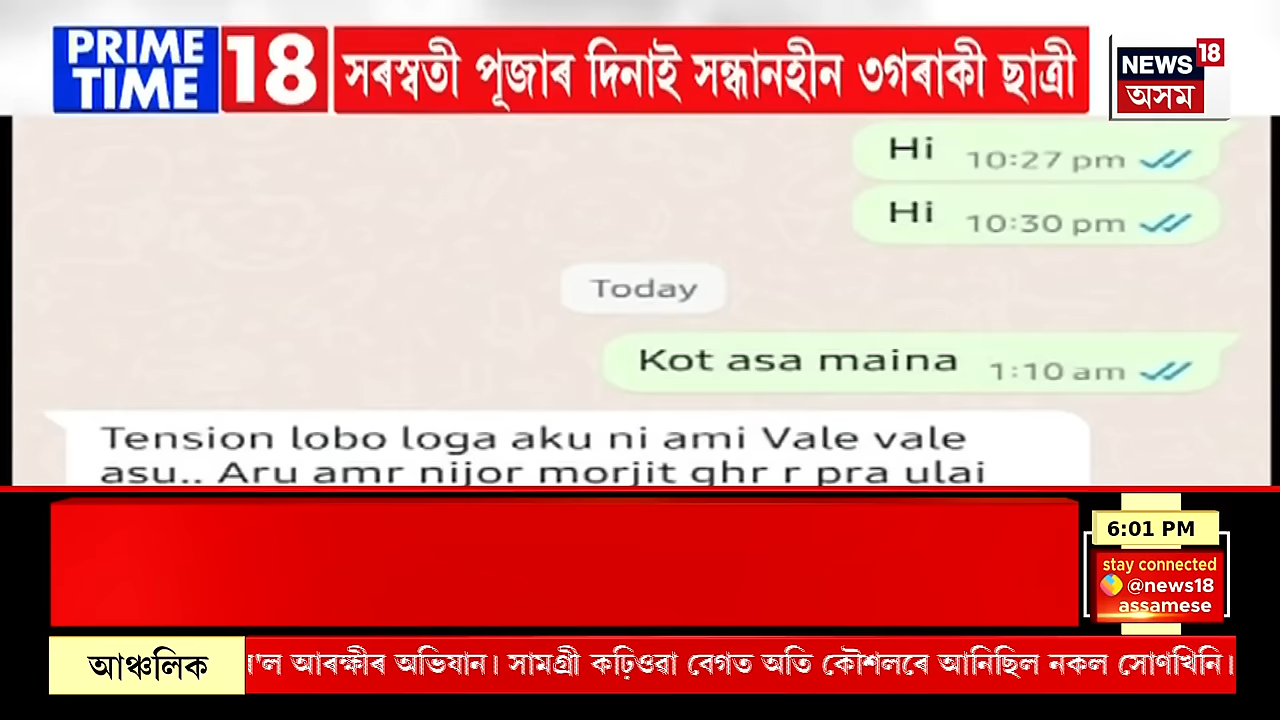 PRIME
TIME
18
সৰস্বতী পূজাৰ দিনাই সন্ধানহীন ৩গৰাকী ছাত্ৰী
NEWS 18
অসম
Hi 10:27 pm
Hi 10:30 pm
Today
Kot asa maina 1:10 am
Tension lobo loga aku ni ami Vale vale
asu.. Aru amr nijor morjit ghr r pra ulai
6:01 PM
stay connected
@news18
assamese
আঞ্চলিক
'ল আৰক্ষীৰ অভিযান। সামগ্ৰী কঢ়িওৱা বেগত অতি কৌশলৰে আনিছিল নকল সোণখিনি।